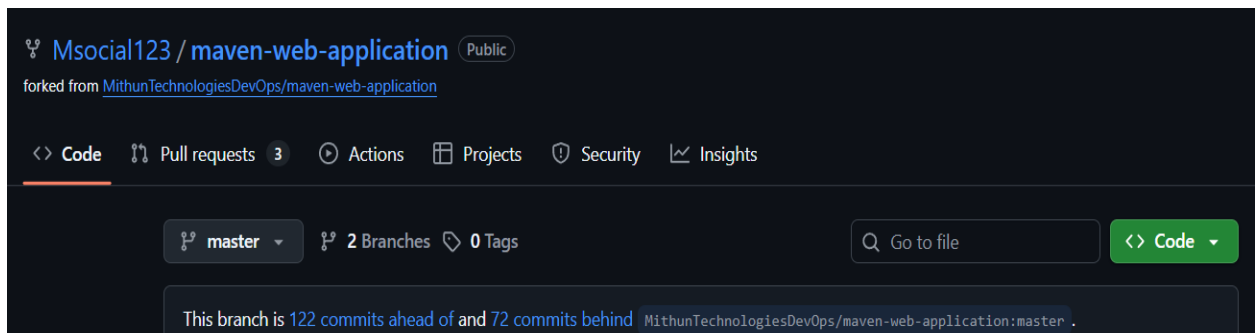 Msocial123 / maven-web-application Public
forked from MithunTechnologiesDevOps/maven-web-application
<> Code Pull requests 3 Actions Projects Security Insights
master 2 Branches 0 Tags Go to file <> Code
This branch is 122 commits ahead of and 72 commits behind MithunTechnologiesDevOps/maven-web-application:master .